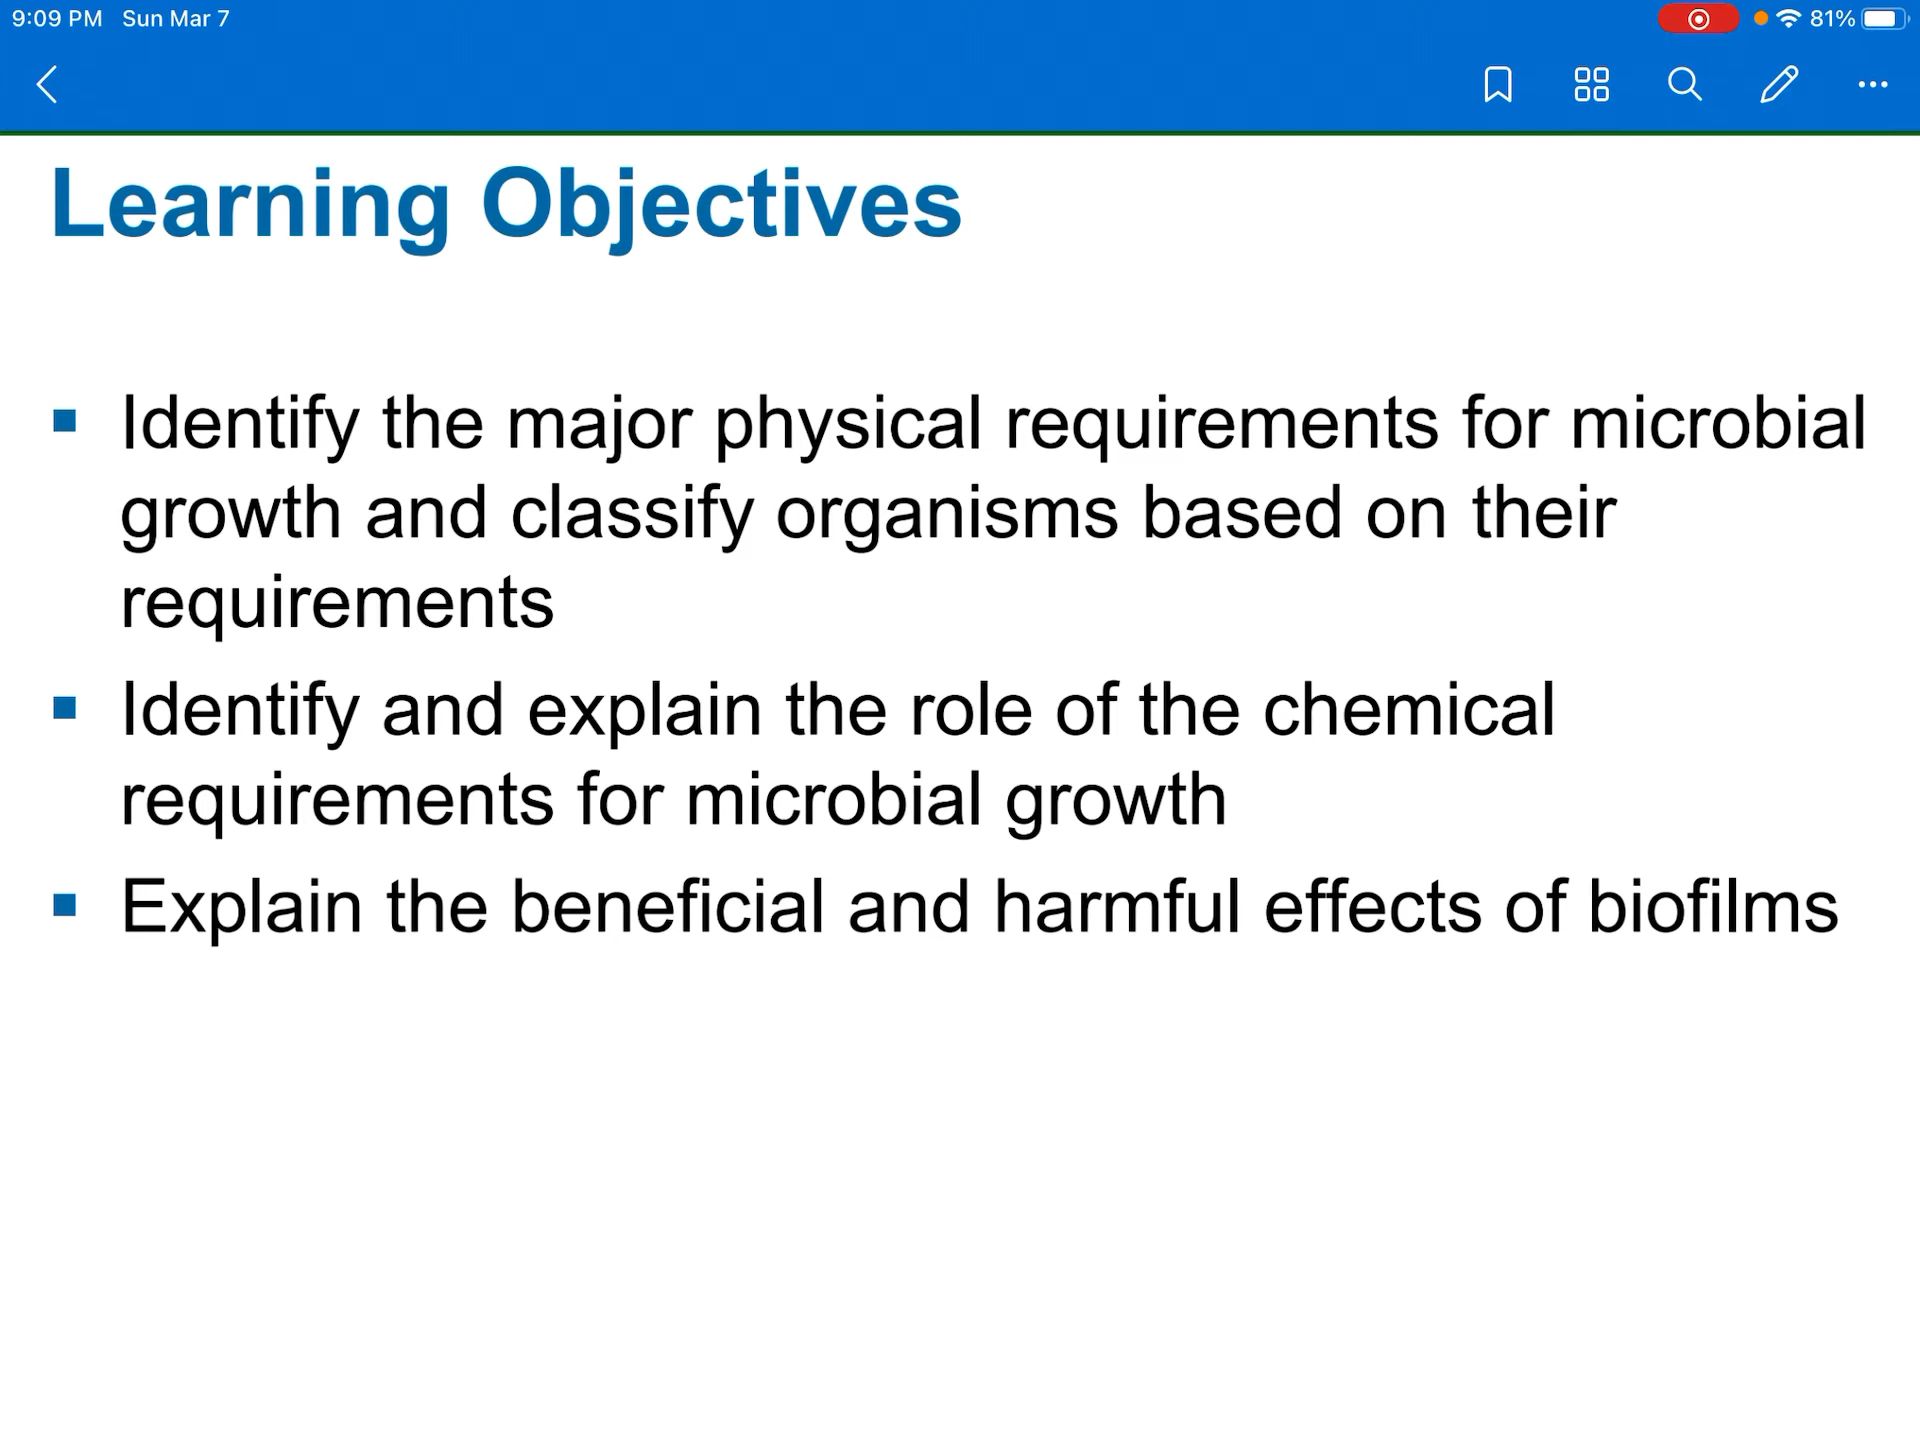 9:09 PM Sun Mar 7
81%
Learning Objectives
Identify the major physical requirements for microbial
growth and classify organisms based on their
requirements
Identify and explain the role of the chemical
requirements for microbial growth
Explain the beneficial and harmful effects of biofilms